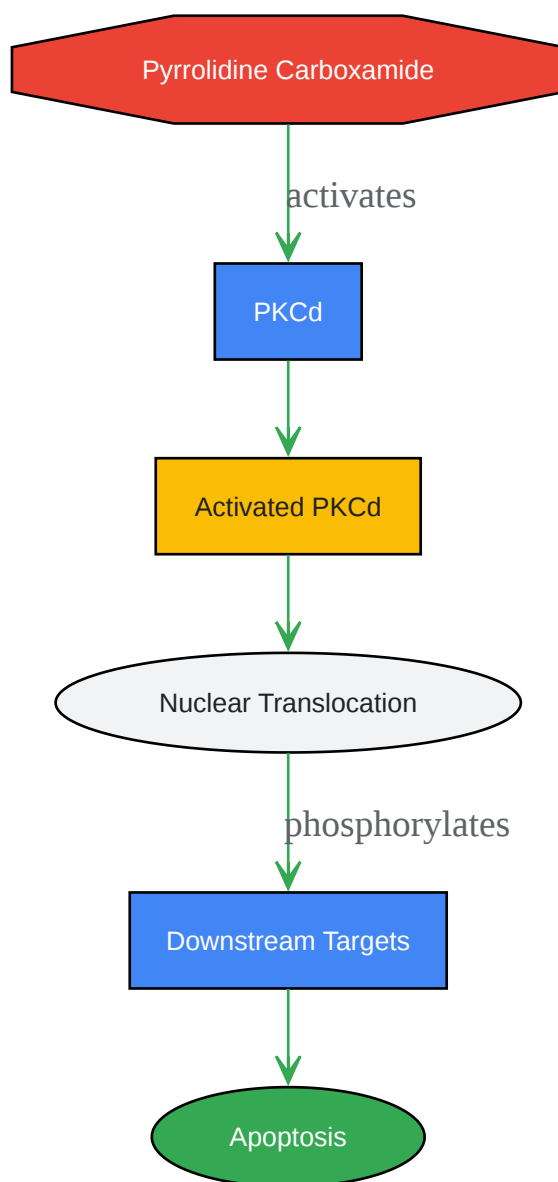 Pyrrolidine Carboxamide
activates
PKCd
Activated PKCd
Nuclear Translocation
phosphorylates
Downstream Targets
Apoptosis